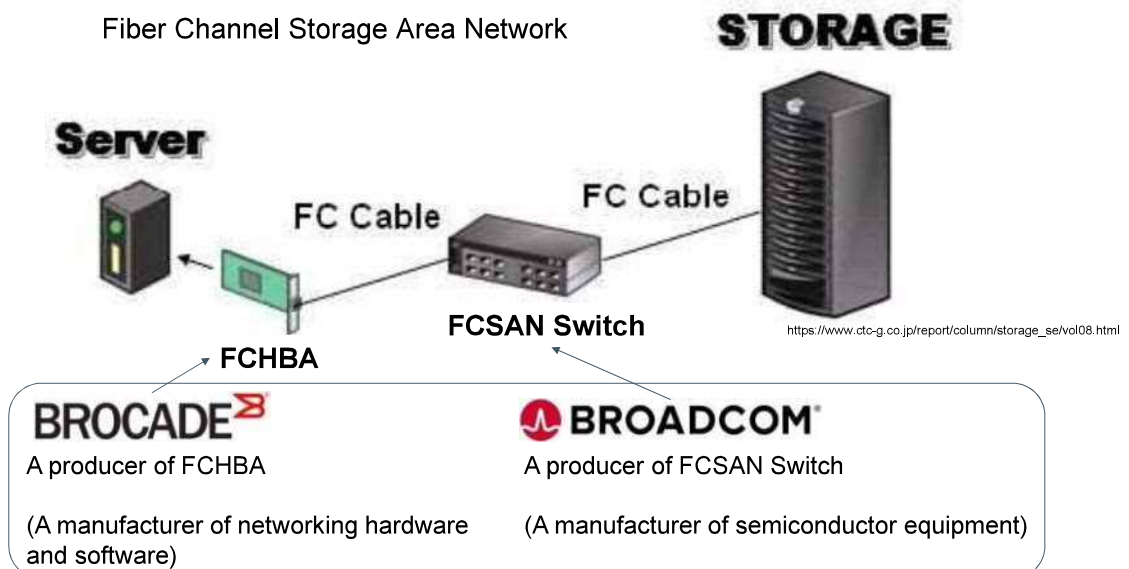 Fiber Channel Storage Area Network
STORAGE
Server
FC Cable
FC Cable
FCSAN Switch
https://www.ctc-g.co.jp/report/column/storage_se/vol08.html
FCHBA
BROCADE
BROADCOM
A producer of FCHBA
A producer of FCSAN Switch
(A manufacturer of networking hardware
and software)
(A manufacturer of semiconductor equipment)